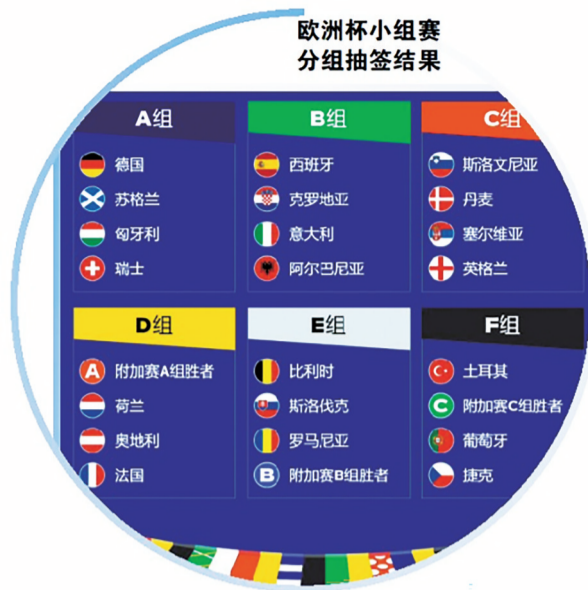 欧洲杯小组赛
分组抽签结果
A组
德国
苏格兰
匈牙利
瑞士
B组
西班牙
克罗地亚
意大利
阿尔巴尼亚
C组
斯洛文尼亚
丹麦
塞尔维亚
英格兰
D组
A 附加赛A组胜者
荷兰
奥地利
法国
E组
比利时
斯洛伐克
罗马尼亚
B 附加赛B组胜者
F组
土耳其
C 附加赛C组胜者
葡萄牙
捷克